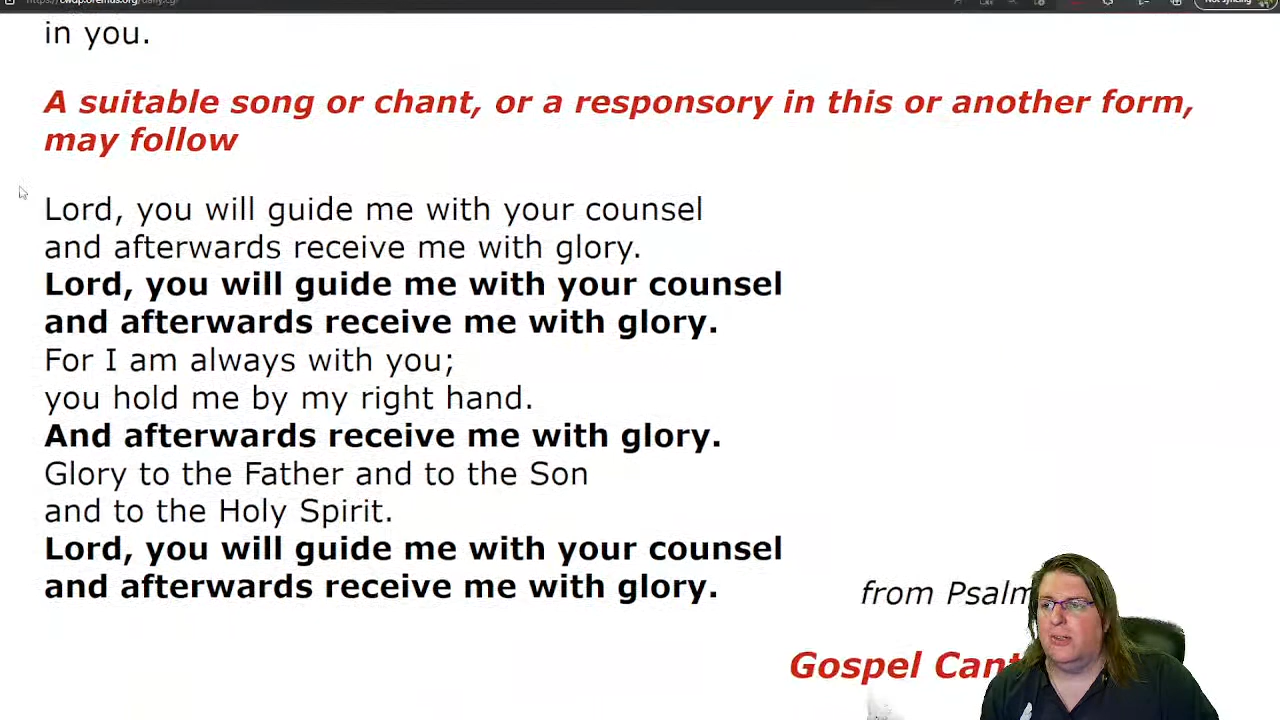 in you.
A suitable song or chant, or a responsory in this or another form,
may follow
Lord, you will guide me with your counsel
and afterwards receive me with glory.
Lord, you will guide me with your counsel
and afterwards receive me with glory.
For I am always with you;
you hold me by my right hand.
And afterwards receive me with glory.
Glory to the Father and to the Son
and to the Holy Spirit.
Lord, you will guide me with your counsel
and afterwards receive me with glory.
from Psalm
Gospel